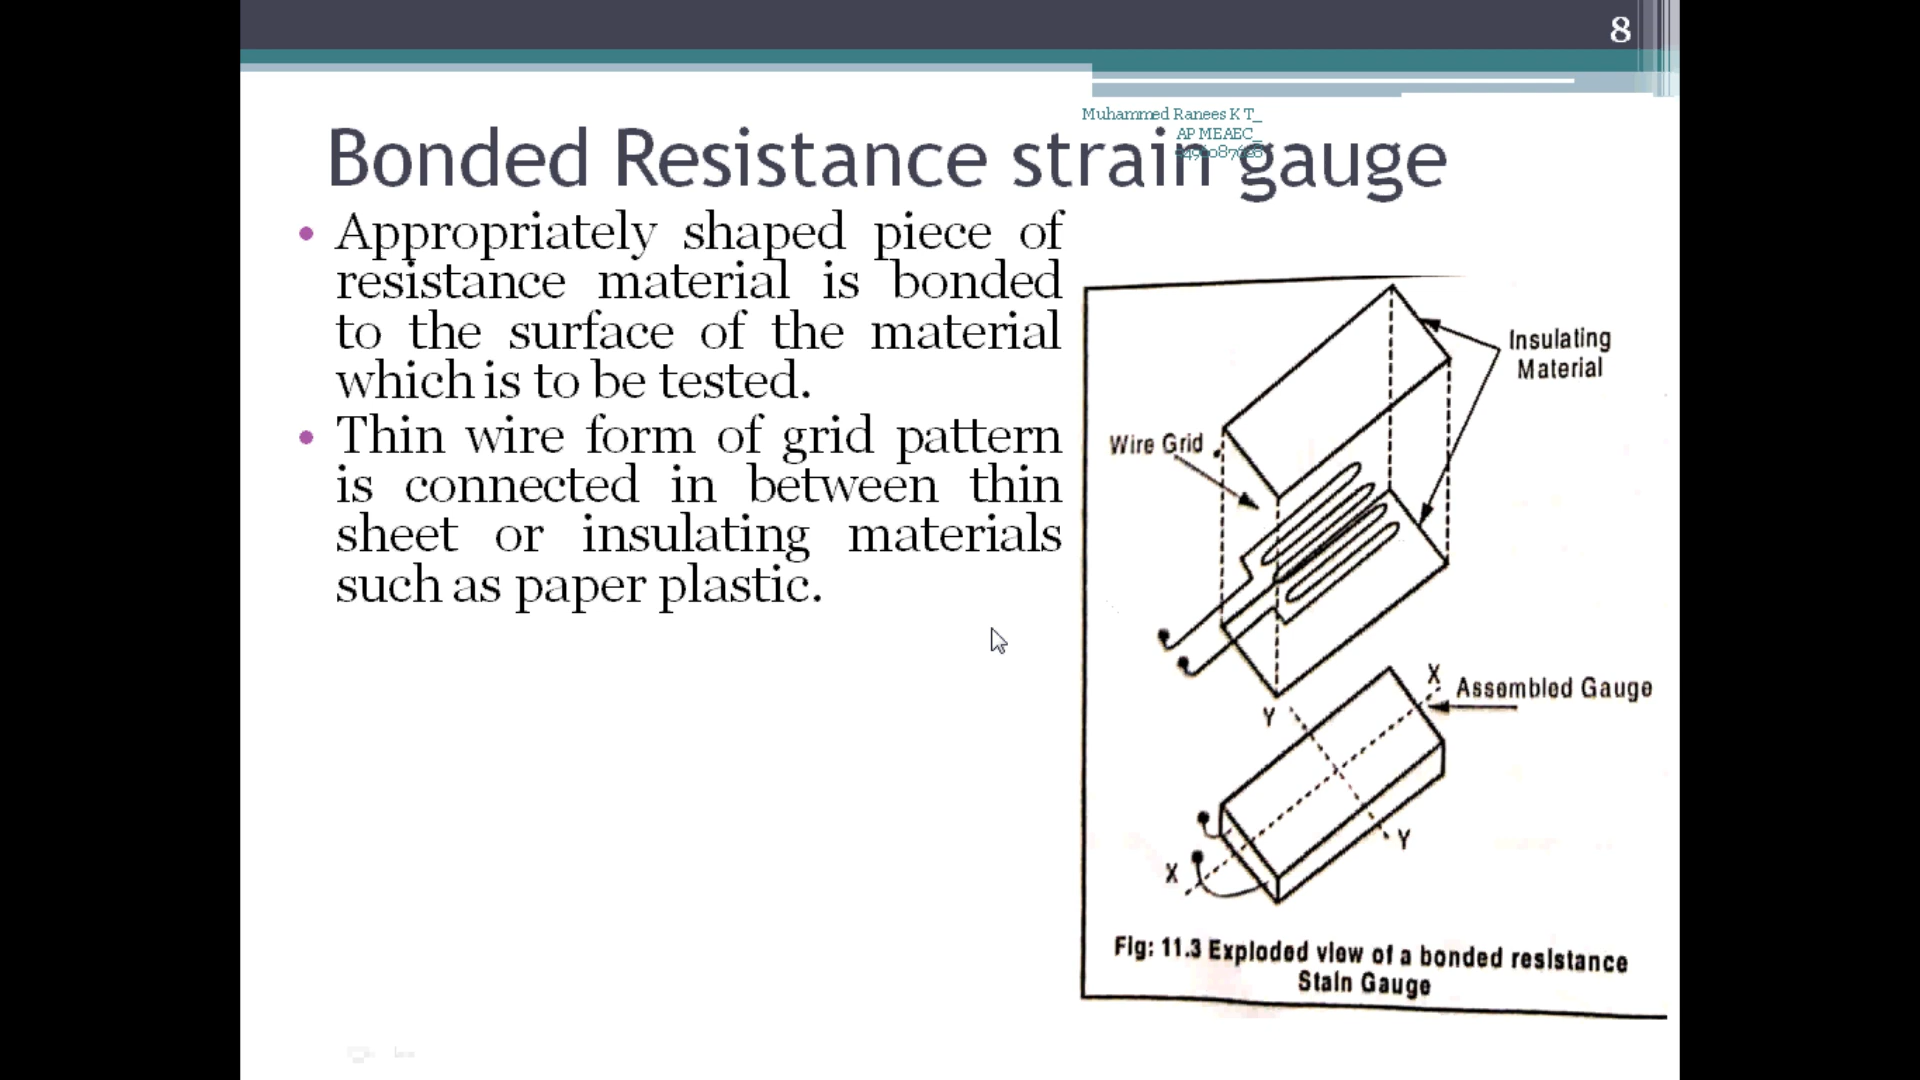 8
Muhammed Ranees K T_
AP MEAEC_
Bonded Resistance strain gauge
• Appropriately shaped piece of
resistance material is bonded
to the surface of the material
which is to be tested.
• Thin wire form of grid pattern
is connected in between thin
sheet or insulating materials
such as paper plastic.
Insulating
Material
Wire Grid
X
Assembled Gauge
Y
Y
X
Fig: 11.3 Exploded view of a bonded resistance
Stain Gauge